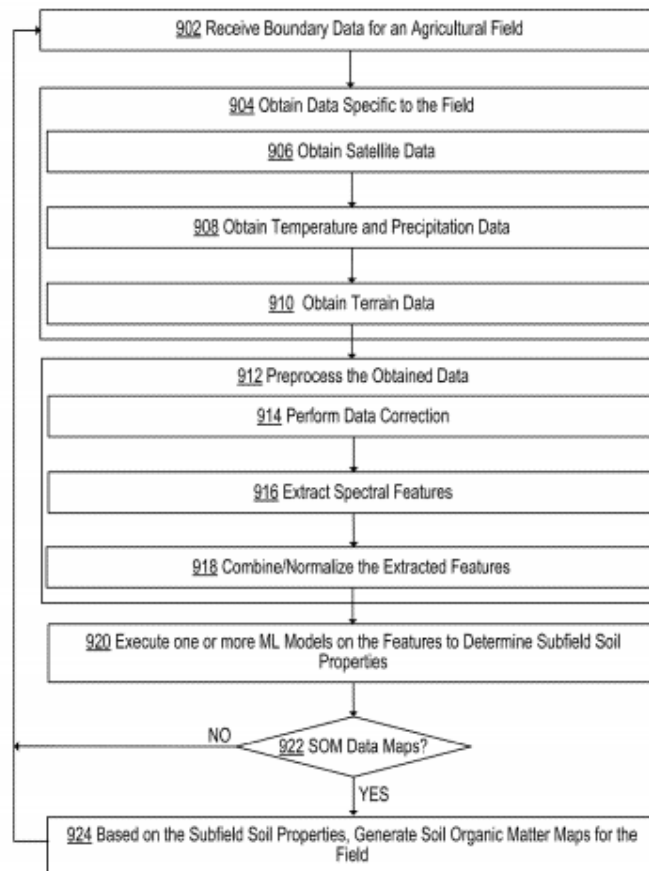 902 Receive Boundary Data for an Agricultural Field
904 Obtain Data Specific to the Field
906 Obtain Satellite Data
908 Obtain Temperature and Precipitation Data
910 Obtain Terrain Data
912 Preprocess the Obtained Data
914 Perform Data Correction
916 Extract Spectral Features
918 Combine/Normalize the Extracted Features
920 Execute one or more ML Models on the Features to Determine Subfield Soil
Properties
NO
922 SOM Data Maps?
YES
924 Based on the Subfield Soil Properties, Generate Soil Organic Matter Maps for the
Field